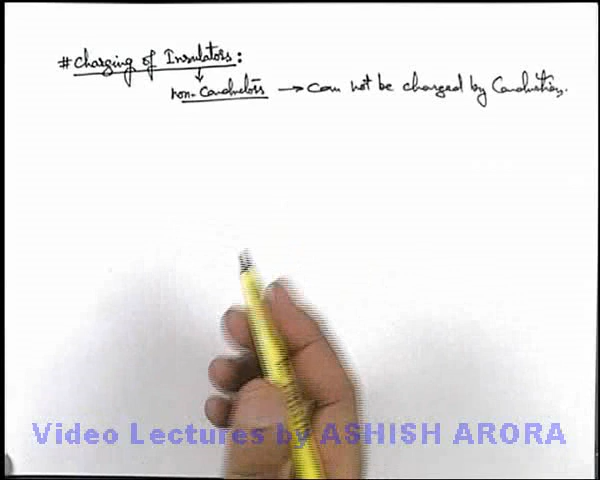 # Charging of Insulators:
↓
non-Conductors → can not be charged by Conduction.
Video Lectures by ASHISH ARORA